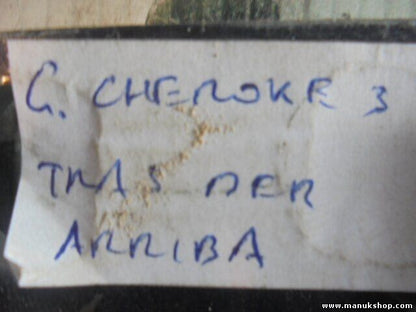 G. CHEROKE 3
TRAS DER
ARRIBA
www.manukshop.com